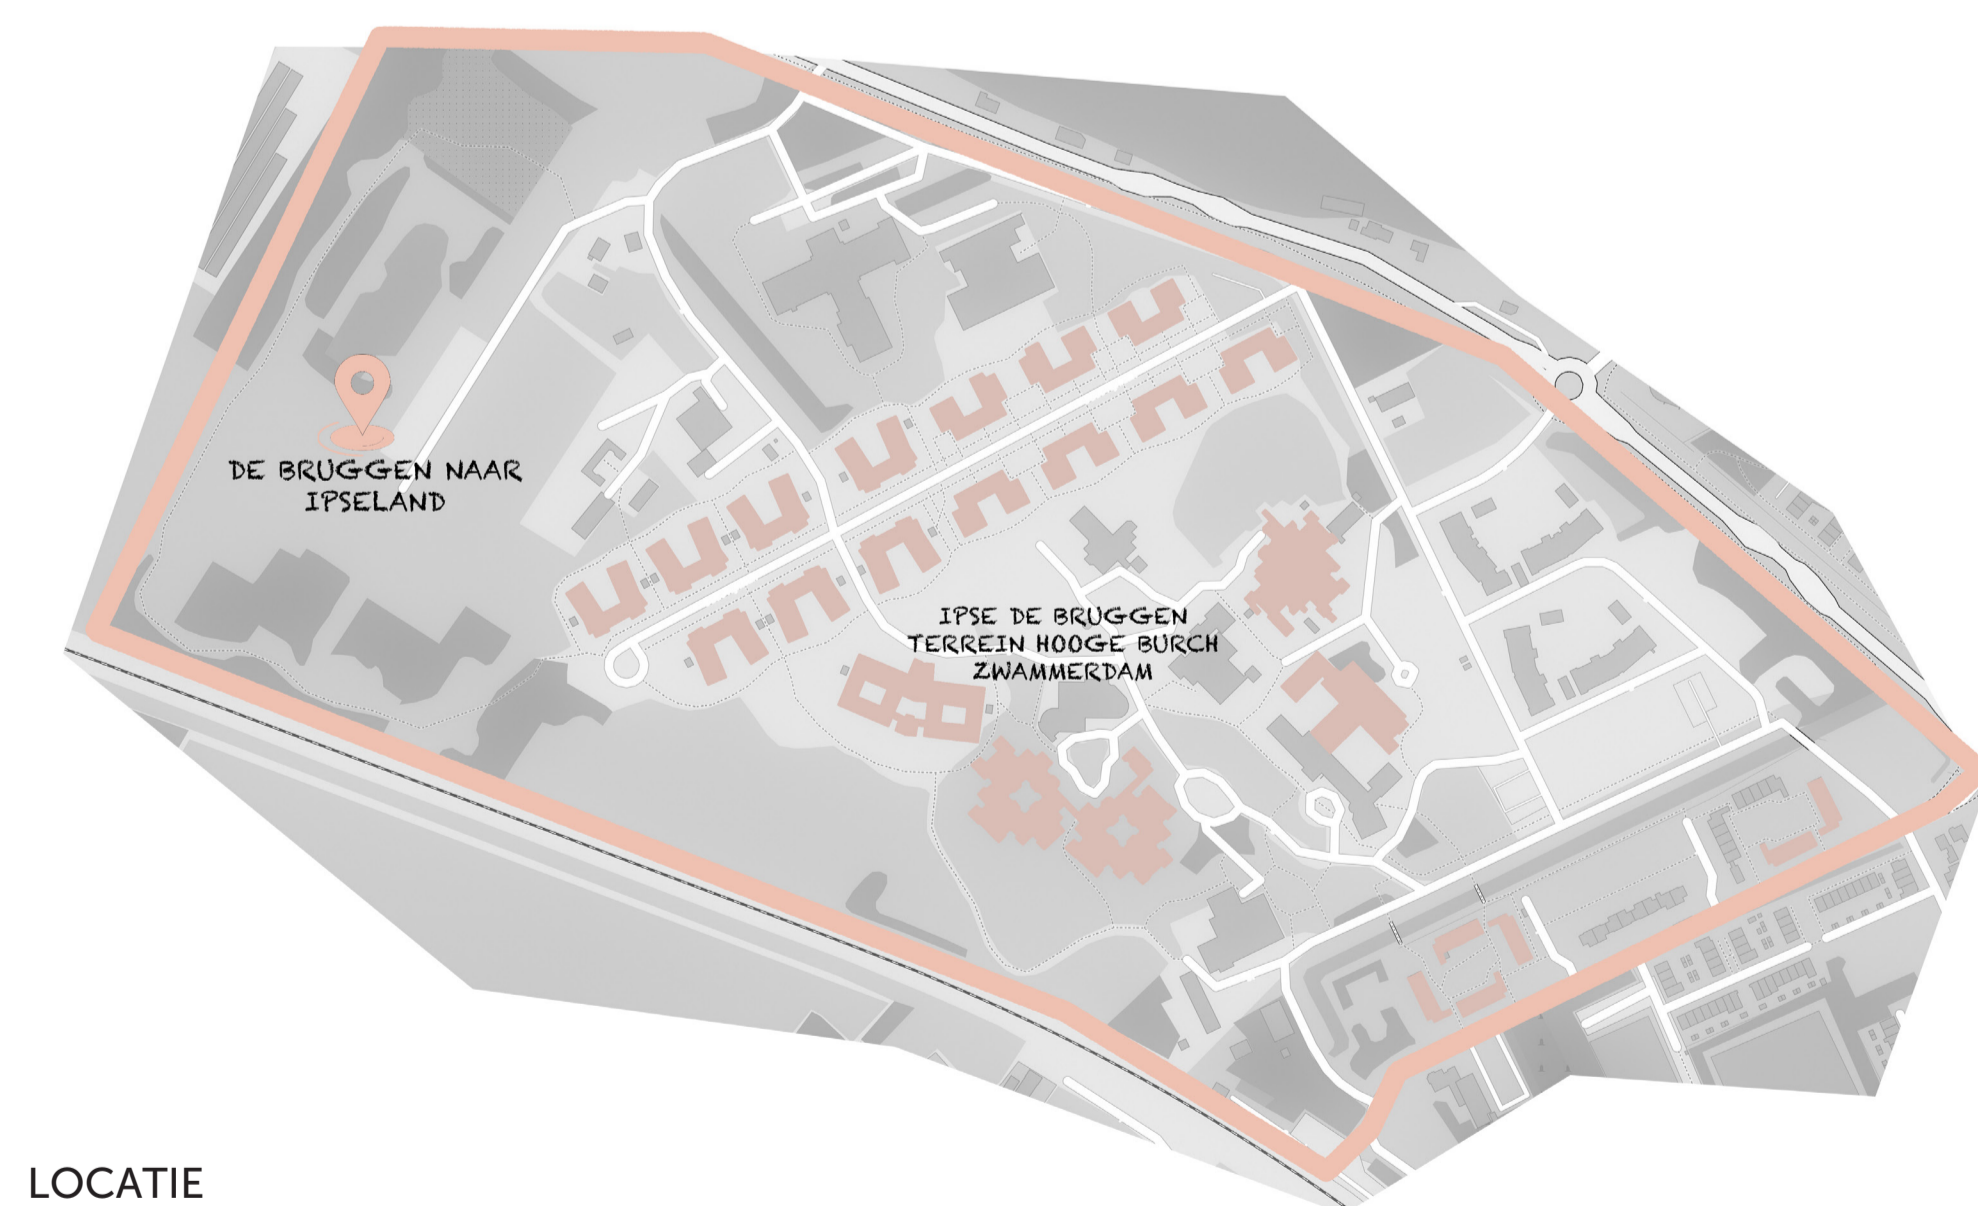 DE BRUGGEN NAAR
IPSELAND
IPSE DE BRUGGEN
TERREIN HOOGE BURCH
ZWAMMERDAM
LOCATIE